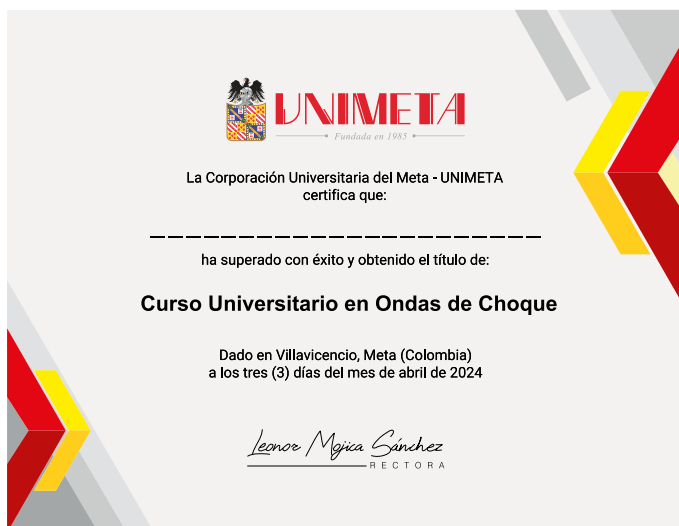 UNIMETA
Fundada en 1985
La Corporación Universitaria del Meta - UNIMETA
certifica que:
ha superado con éxito y obtenido el título de:
Curso Universitario en Ondas de Choque
Dado en Villavicencio, Meta (Colombia)
a los tres (3) días del mes de abril de 2024
Leonor Mojica Sánchez
RECTORA